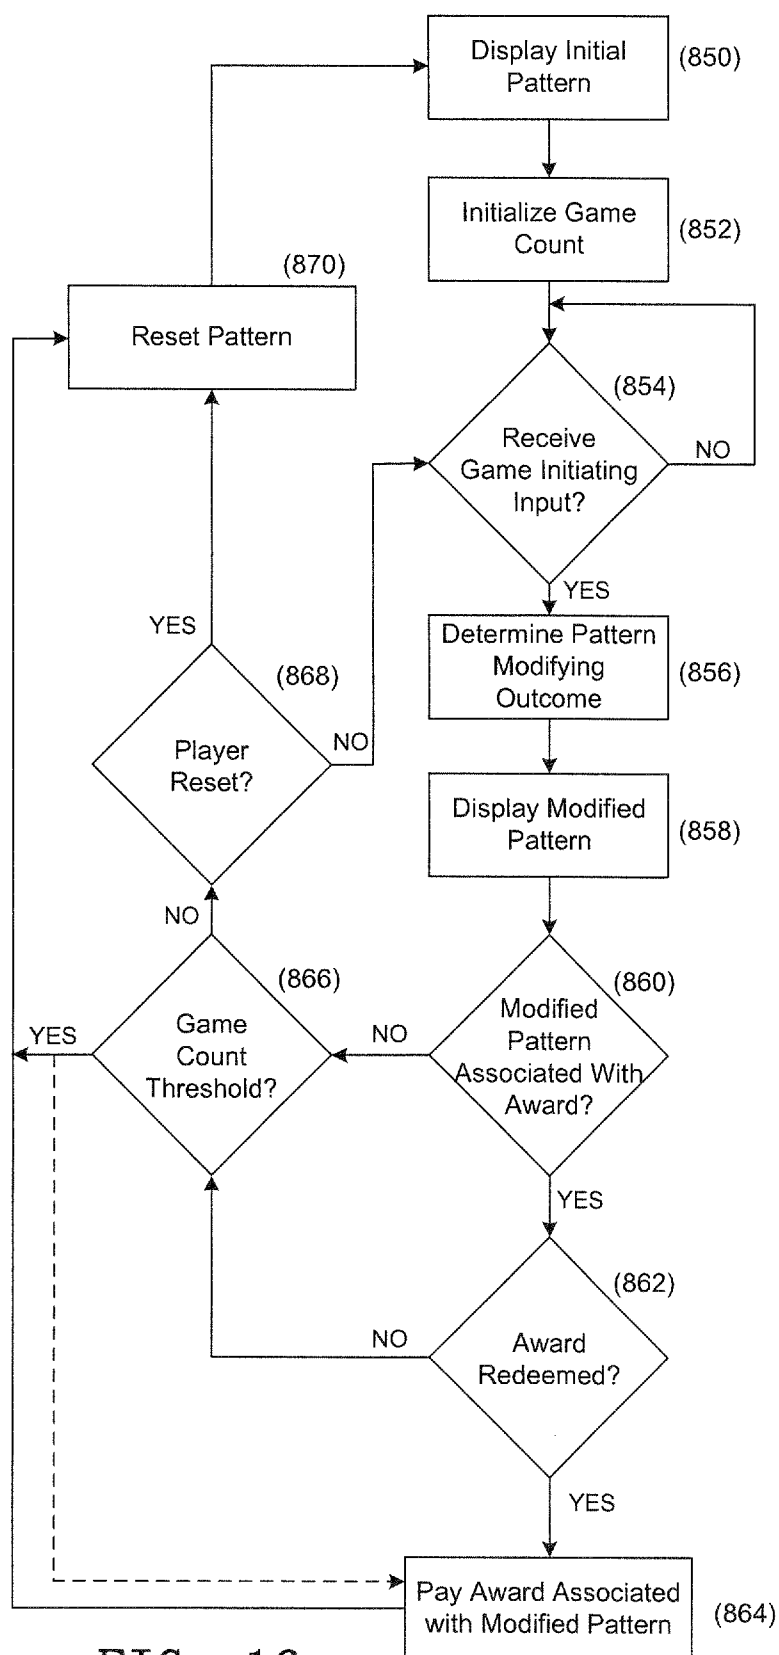 Display Initial
Pattern
(850)
Initialize Game
Count
(852)
(870)
Reset Pattern
(854)
Receive
Game Initiating
Input?
NO
YES
Determine Pattern
Modifying
Outcome
(856)
YES
(868)
Player
Reset?
NO
Display Modified
Pattern
(858)
NO
(866)
Game
Count
Threshold?
YES
NO
(860)
Modified
Pattern
Associated With
Award?
YES
(862)
Award
Redeemed?
NO
YES
Pay Award Associated
with Modified Pattern
(864)